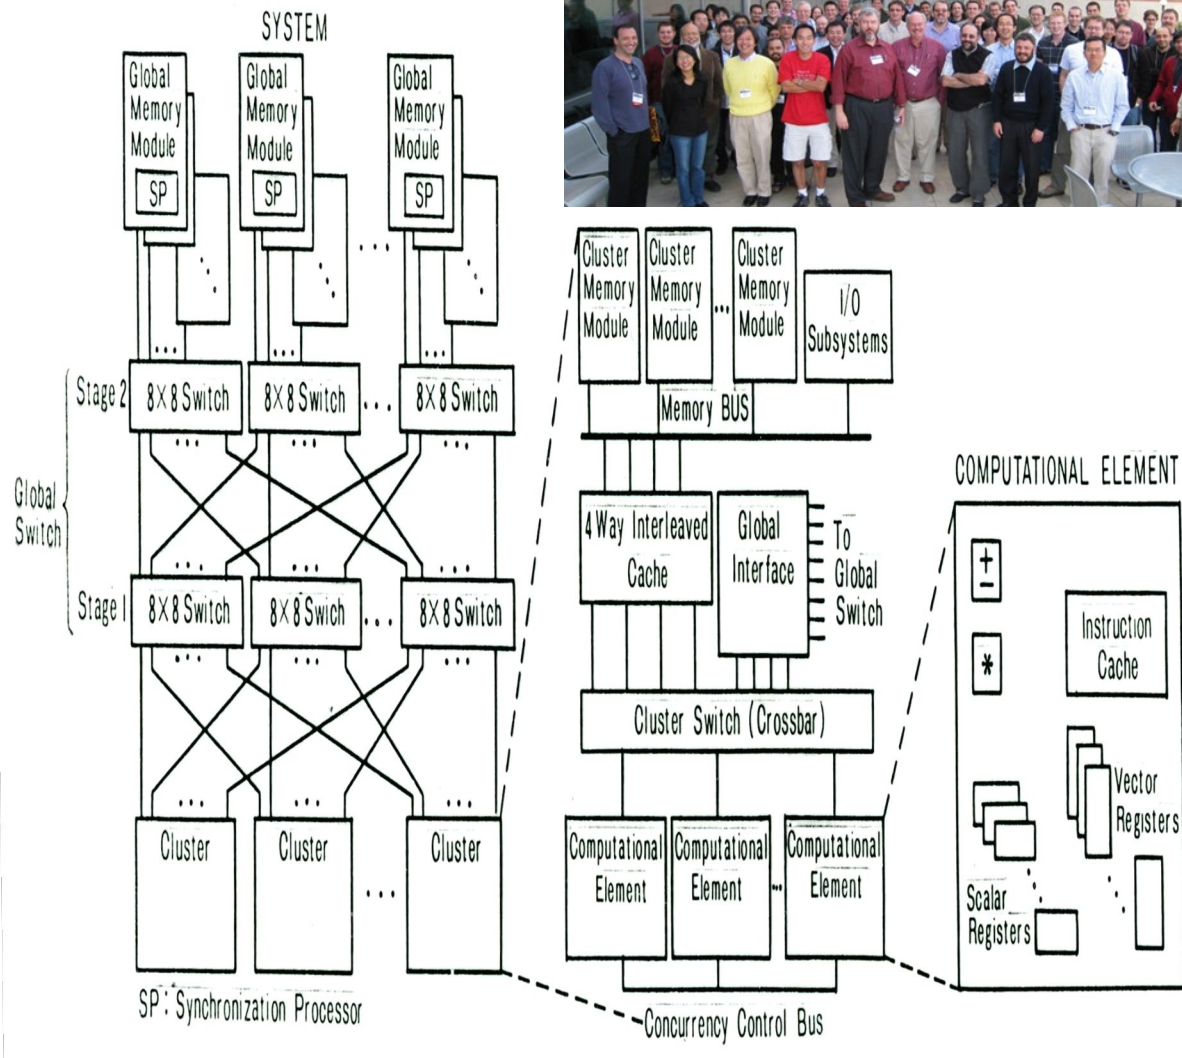 SYSTEM
Global
Memory
Module
SP
Global
Memory
Module
SP
Global
Memory
Module
SP
Global
Switch
Stage 2
8X8 Switch
8X8 Switch
8X8 Switch
Stage 1
8X8 Switch
8X8 Swich
8X8 Switch
Cluster
Cluster
Cluster
SP: Synchronization Processor
Cluster
Memory
Module
Cluster
Memory
Module
Cluster
Memory
Module
I/O
Subsystems
Memory BUS
4 Way Interleaved
Cache
Global
Interface
To
Global
Switch
Cluster Switch (Crossbar)
Computational
Element
Computational
Element
Computational
Element
Concurrency Control Bus
COMPUTATIONAL ELEMENT
+
-
*
Instruction
Cache
Vector
Registers
Scalar
Registers